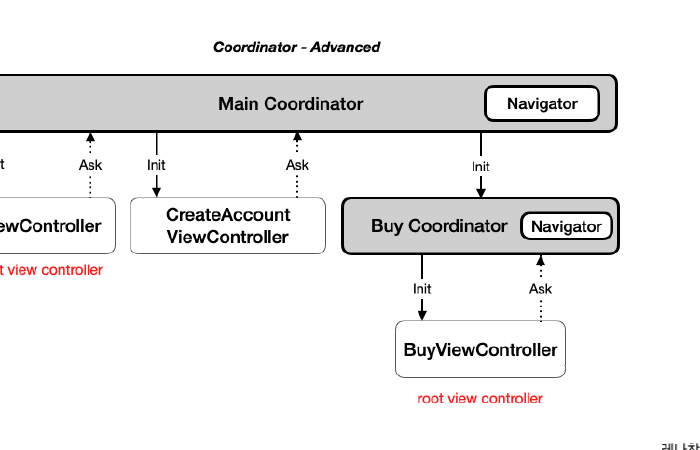 Coordinator - Advanced
Main Coordinator
Navigator
t
Ask
Init
Ask
Init
ewController
CreateAccount
ViewController
Buy Coordinator
Navigator
t view controller
Init
Ask
BuyViewController
root view controller